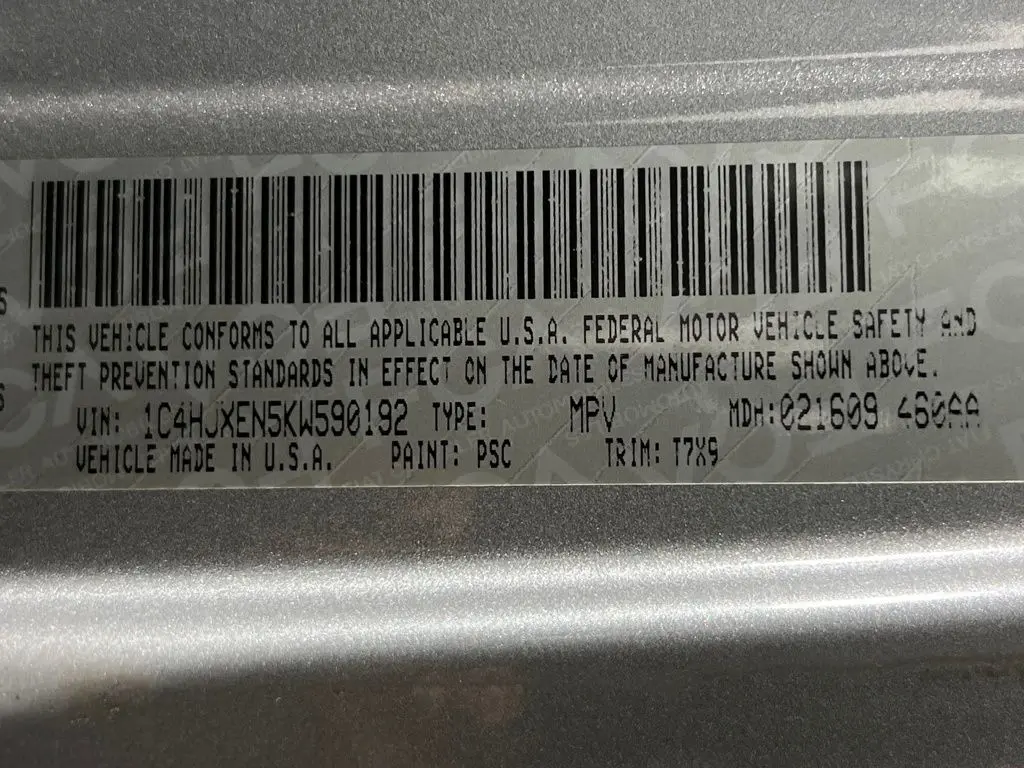 THIS VEHICLE CONFORMS TO ALL APPLICABLE U.S.A. FEDERAL MOTOR VEHICLE SAFETY AND
THEFT PREVENTION STANDARDS IN EFFECT ON THE DATE OF MANUFACTURE SHOWN ABOVE.
VIN: 1C4HJXEN5KW590192 TYPE: MPV MDH:021609 460AA
VEHICLE MADE IN U.S.A. PAINT: PSC TRIM: T7X9